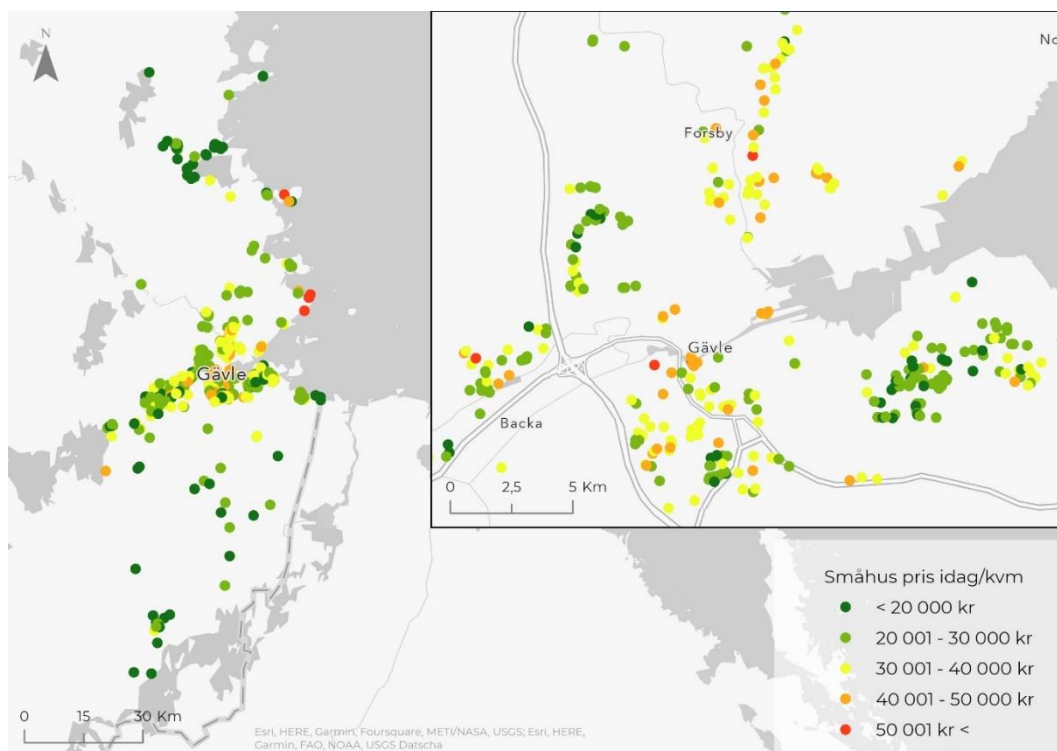 N
No
Forsby
Gävle
Backa
0 2,5 5 Km
Gävle
Småhus pris idag/kvm
< 20 000 kr
20 001 - 30 000 kr
30 001 - 40 000 kr
40 001 - 50 000 kr
50 001 kr <
0 15 30 Km
Esri, HERE, Garmin, Foursquare, METI/NASA, USGS; Esri, HERE,
Garmin, FAO, NOAA, USGS Datscha